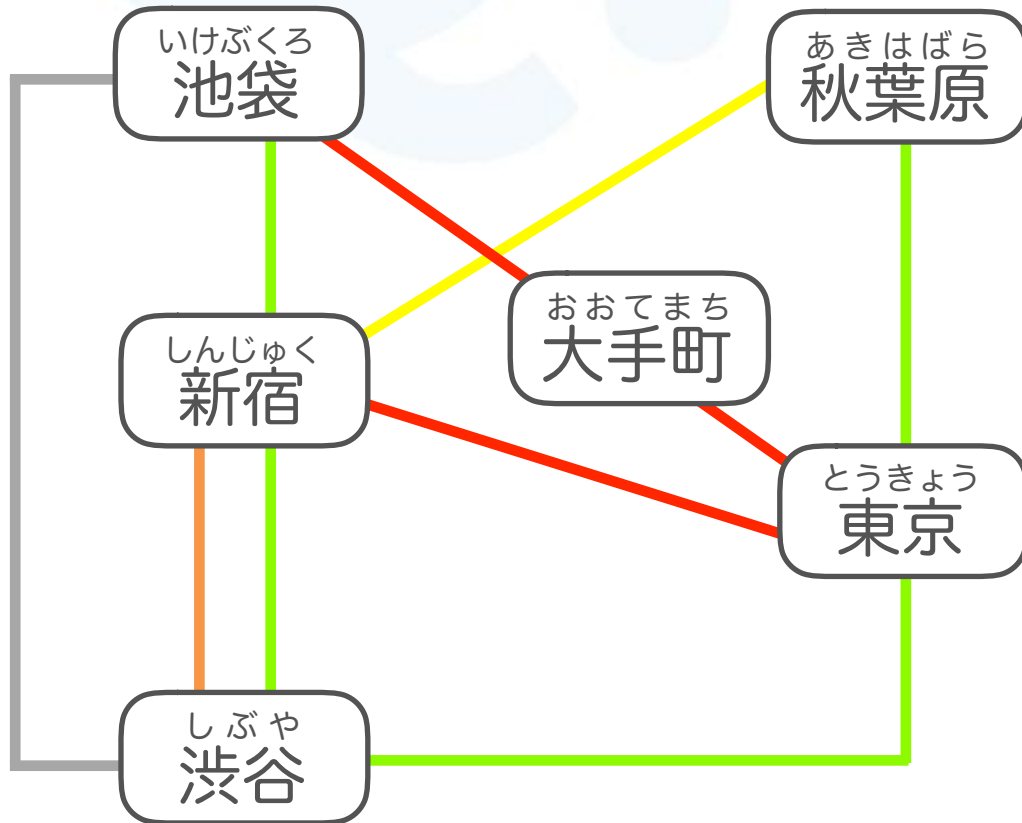 いけぶくろ
池袋
あきはばら
秋葉原
おおてまち
大手町
しんじゅく
新宿
とうきょう
東京
しぶや
渋谷